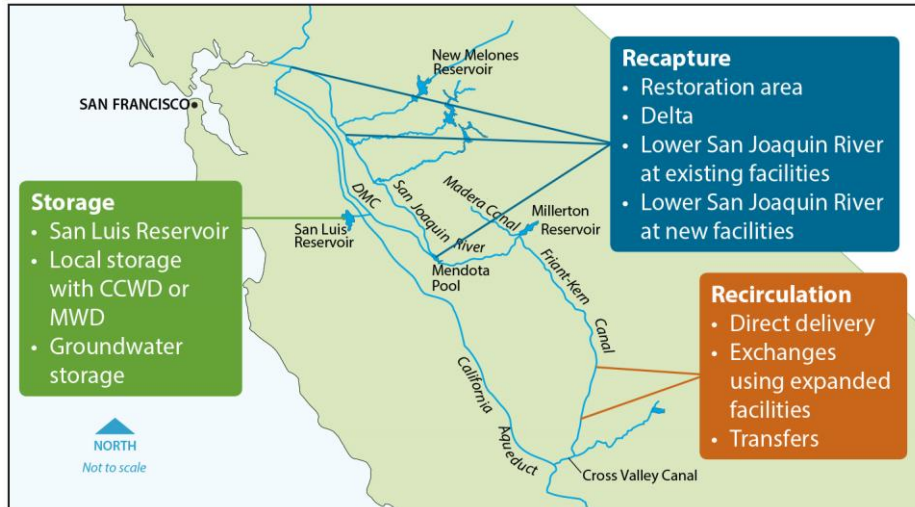 New Melones
Reservoir
SAN FRANCISCO
Recapture
• Restoration area
• Delta
• Lower San Joaquin River
at existing facilities
• Lower San Joaquin River
at new facilities
Storage
• San Luis Reservoir
• Local storage
with CCWD or
MWD
• Groundwater
storage
DMC
San Luis
Reservoir
San Joaquin
River
Madera Canal
Millerton
Reservoir
Mendota
Pool
Friant-Kern
Canal
Recirculation
• Direct delivery
• Exchanges
using expanded
facilities
• Transfers
California
Aqueduct
Cross Valley Canal
NORTH
Not to scale